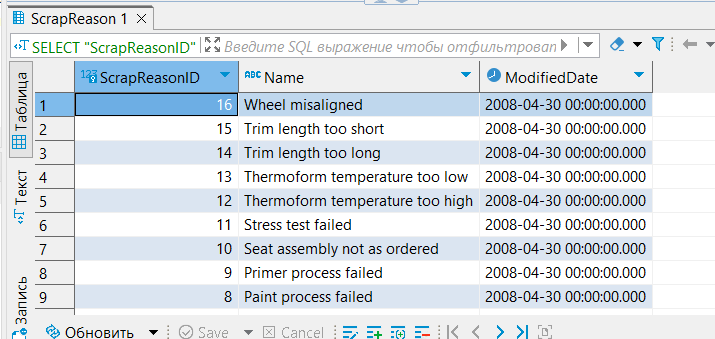 ScrapReason 1
SELECT "ScrapReasonID" Введите SQL выражение чтобы отфильтроват
Таблица
Текст
Запись
123 ScrapReasonID ABC Name ModifiedDate
1 16 Wheel misaligned 2008-04-30 00:00:00.000
2 15 Trim length too short 2008-04-30 00:00:00.000
3 14 Trim length too long 2008-04-30 00:00:00.000
4 13 Thermoform temperature too low 2008-04-30 00:00:00.000
5 12 Thermoform temperature too high 2008-04-30 00:00:00.000
6 11 Stress test failed 2008-04-30 00:00:00.000
7 10 Seat assembly not as ordered 2008-04-30 00:00:00.000
8 9 Primer process failed 2008-04-30 00:00:00.000
9 8 Paint process failed 2008-04-30 00:00:00.000
Обновить Save Cancel